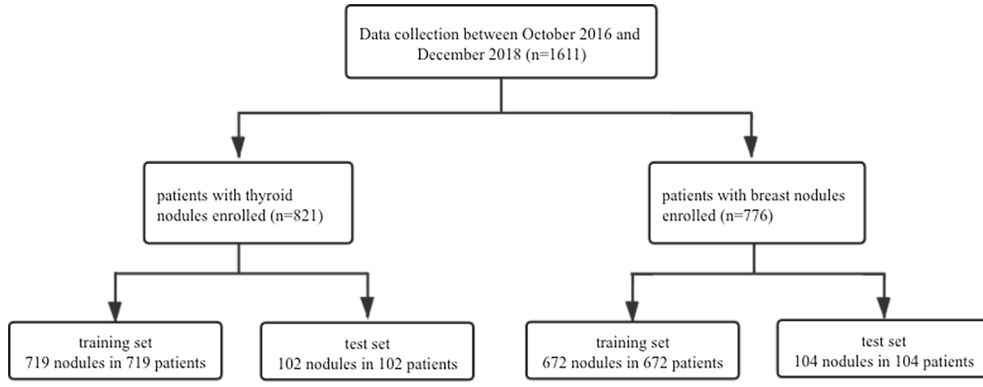 Data collection between October 2016 and
December 2018 (n=1611)
patients with thyroid
nodules enrolled (n=821)
patients with breast nodules
enrolled (n=776)
training set
719 nodules in 719 patients
test set
102 nodules in 102 patients
training set
672 nodules in 672 patients
test set
104 nodules in 104 patients